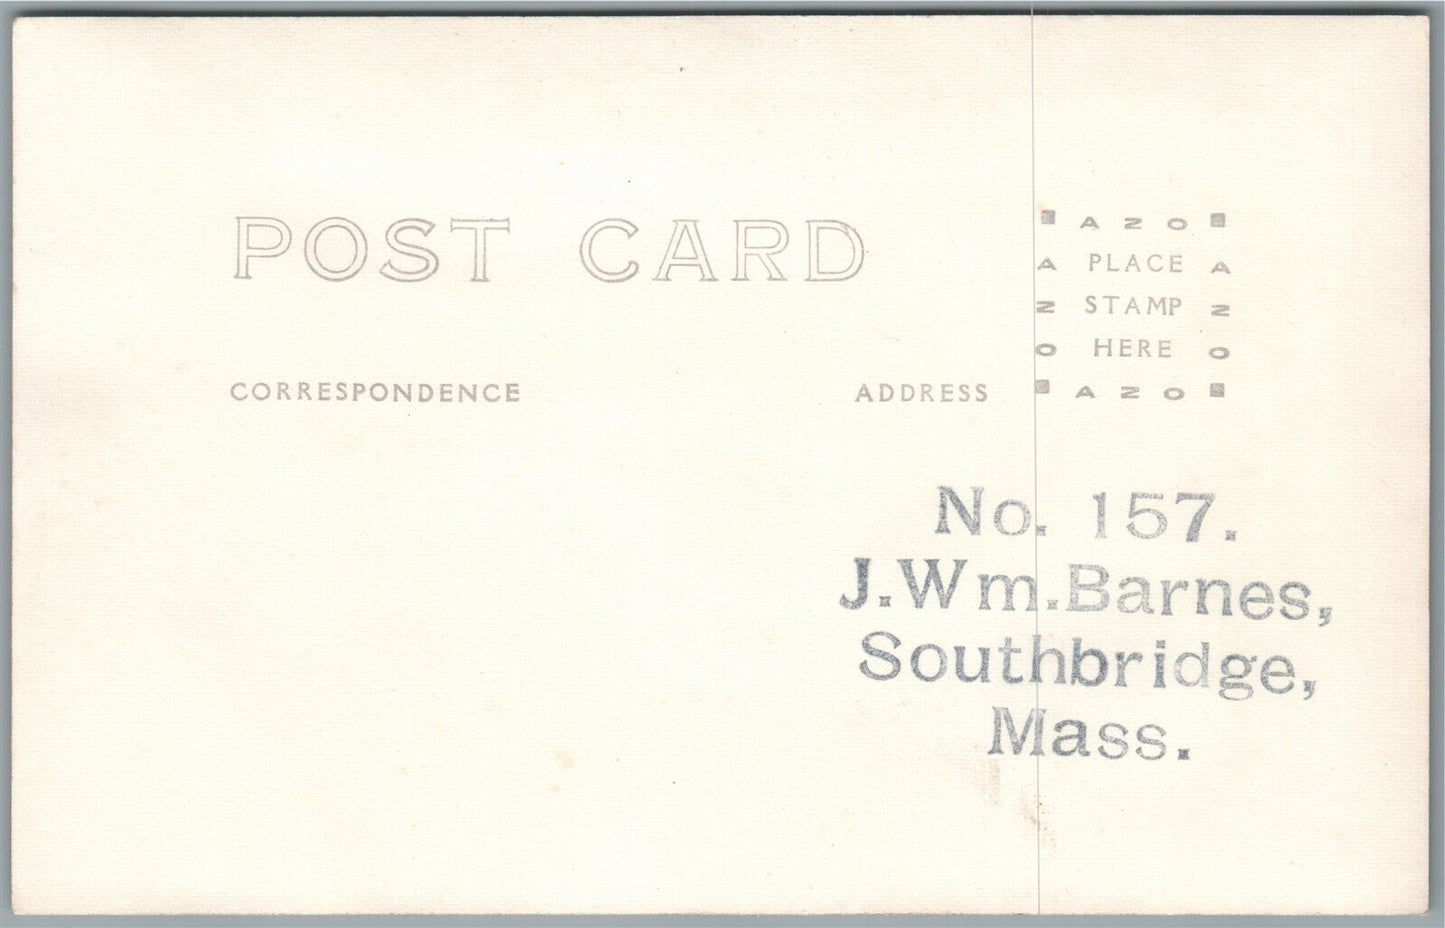 POST CARD
AZO
A PLACE A
Z STAMP Z
O HERE O
CORRESPONDENCE
ADDRESS
AZO
No. 157.
J.Wm.Barnes,
Southbridge,
Mass.